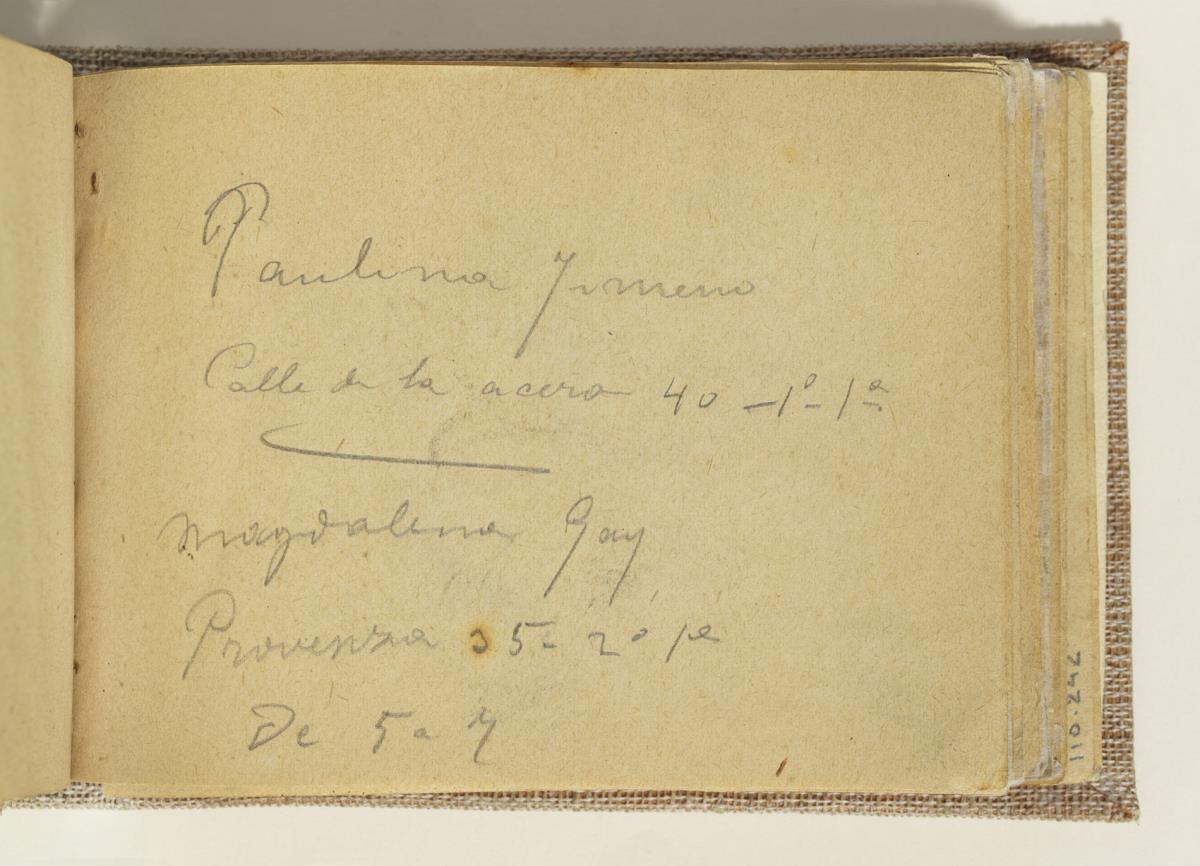 Paulina Jimeno
Calle de la acera 40 - 1º - 1ª
Magdalena Gay
Provenza 35 - 2º 1ª
De 5 a 7
110.242